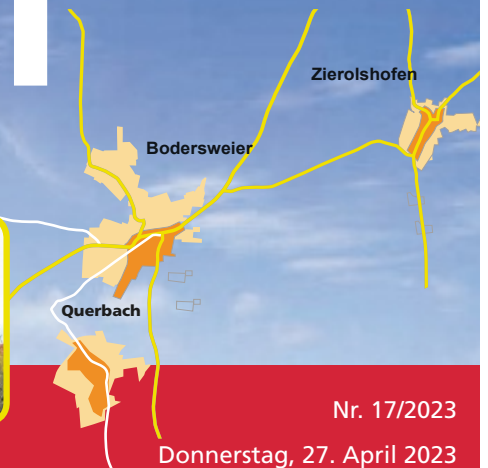 Zierolshofen
Bodersweier
Querbach
Nr. 17/2023
Donnerstag, 27. April 2023